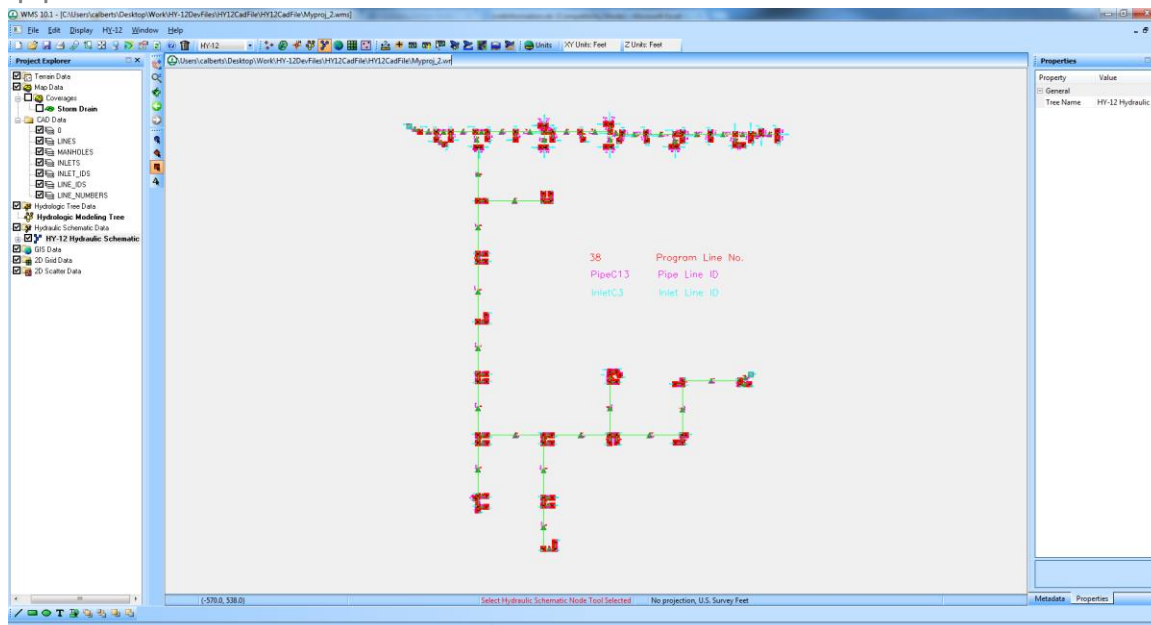 WMS 10.1 - [C:\Users\calberts\Desktop\Work\HY-12DevFiles\HY12CadFile\HY12CadFile\Myproj_2.wms]
File Edit Display HY-12 Window Help
HY-12
Units XY Units: Feet Z Units: Feet
Project Explorer
Terrain Data
Map Data
Coverages
Storm Drain
CAD Data
0
LINES
MANHOLES
INLETS
INLET_IDS
LINE_IDS
LINE_NUMBERS
Hydrologic Tree Data
Hydrologic Modeling Tree
Hydraulic Schematic Data
HY-12 Hydraulic Schematic
GIS Data
2D Grid Data
2D Scatter Data
\Users\calberts\Desktop\Work\HY-12DevFiles\HY12CadFile\HY12CadFile\Myproj_2.wm
38 Program Line No.
PipeC13 Pipe Line ID
InletC3 Inlet Line ID
Properties
Property Value
General
Tree Name HY-12 Hydraulic
(-570.0, 538.0)
Select Hydraulic Schematic Node Tool Selected
No projection, U.S. Survey Feet
Metadata Properties